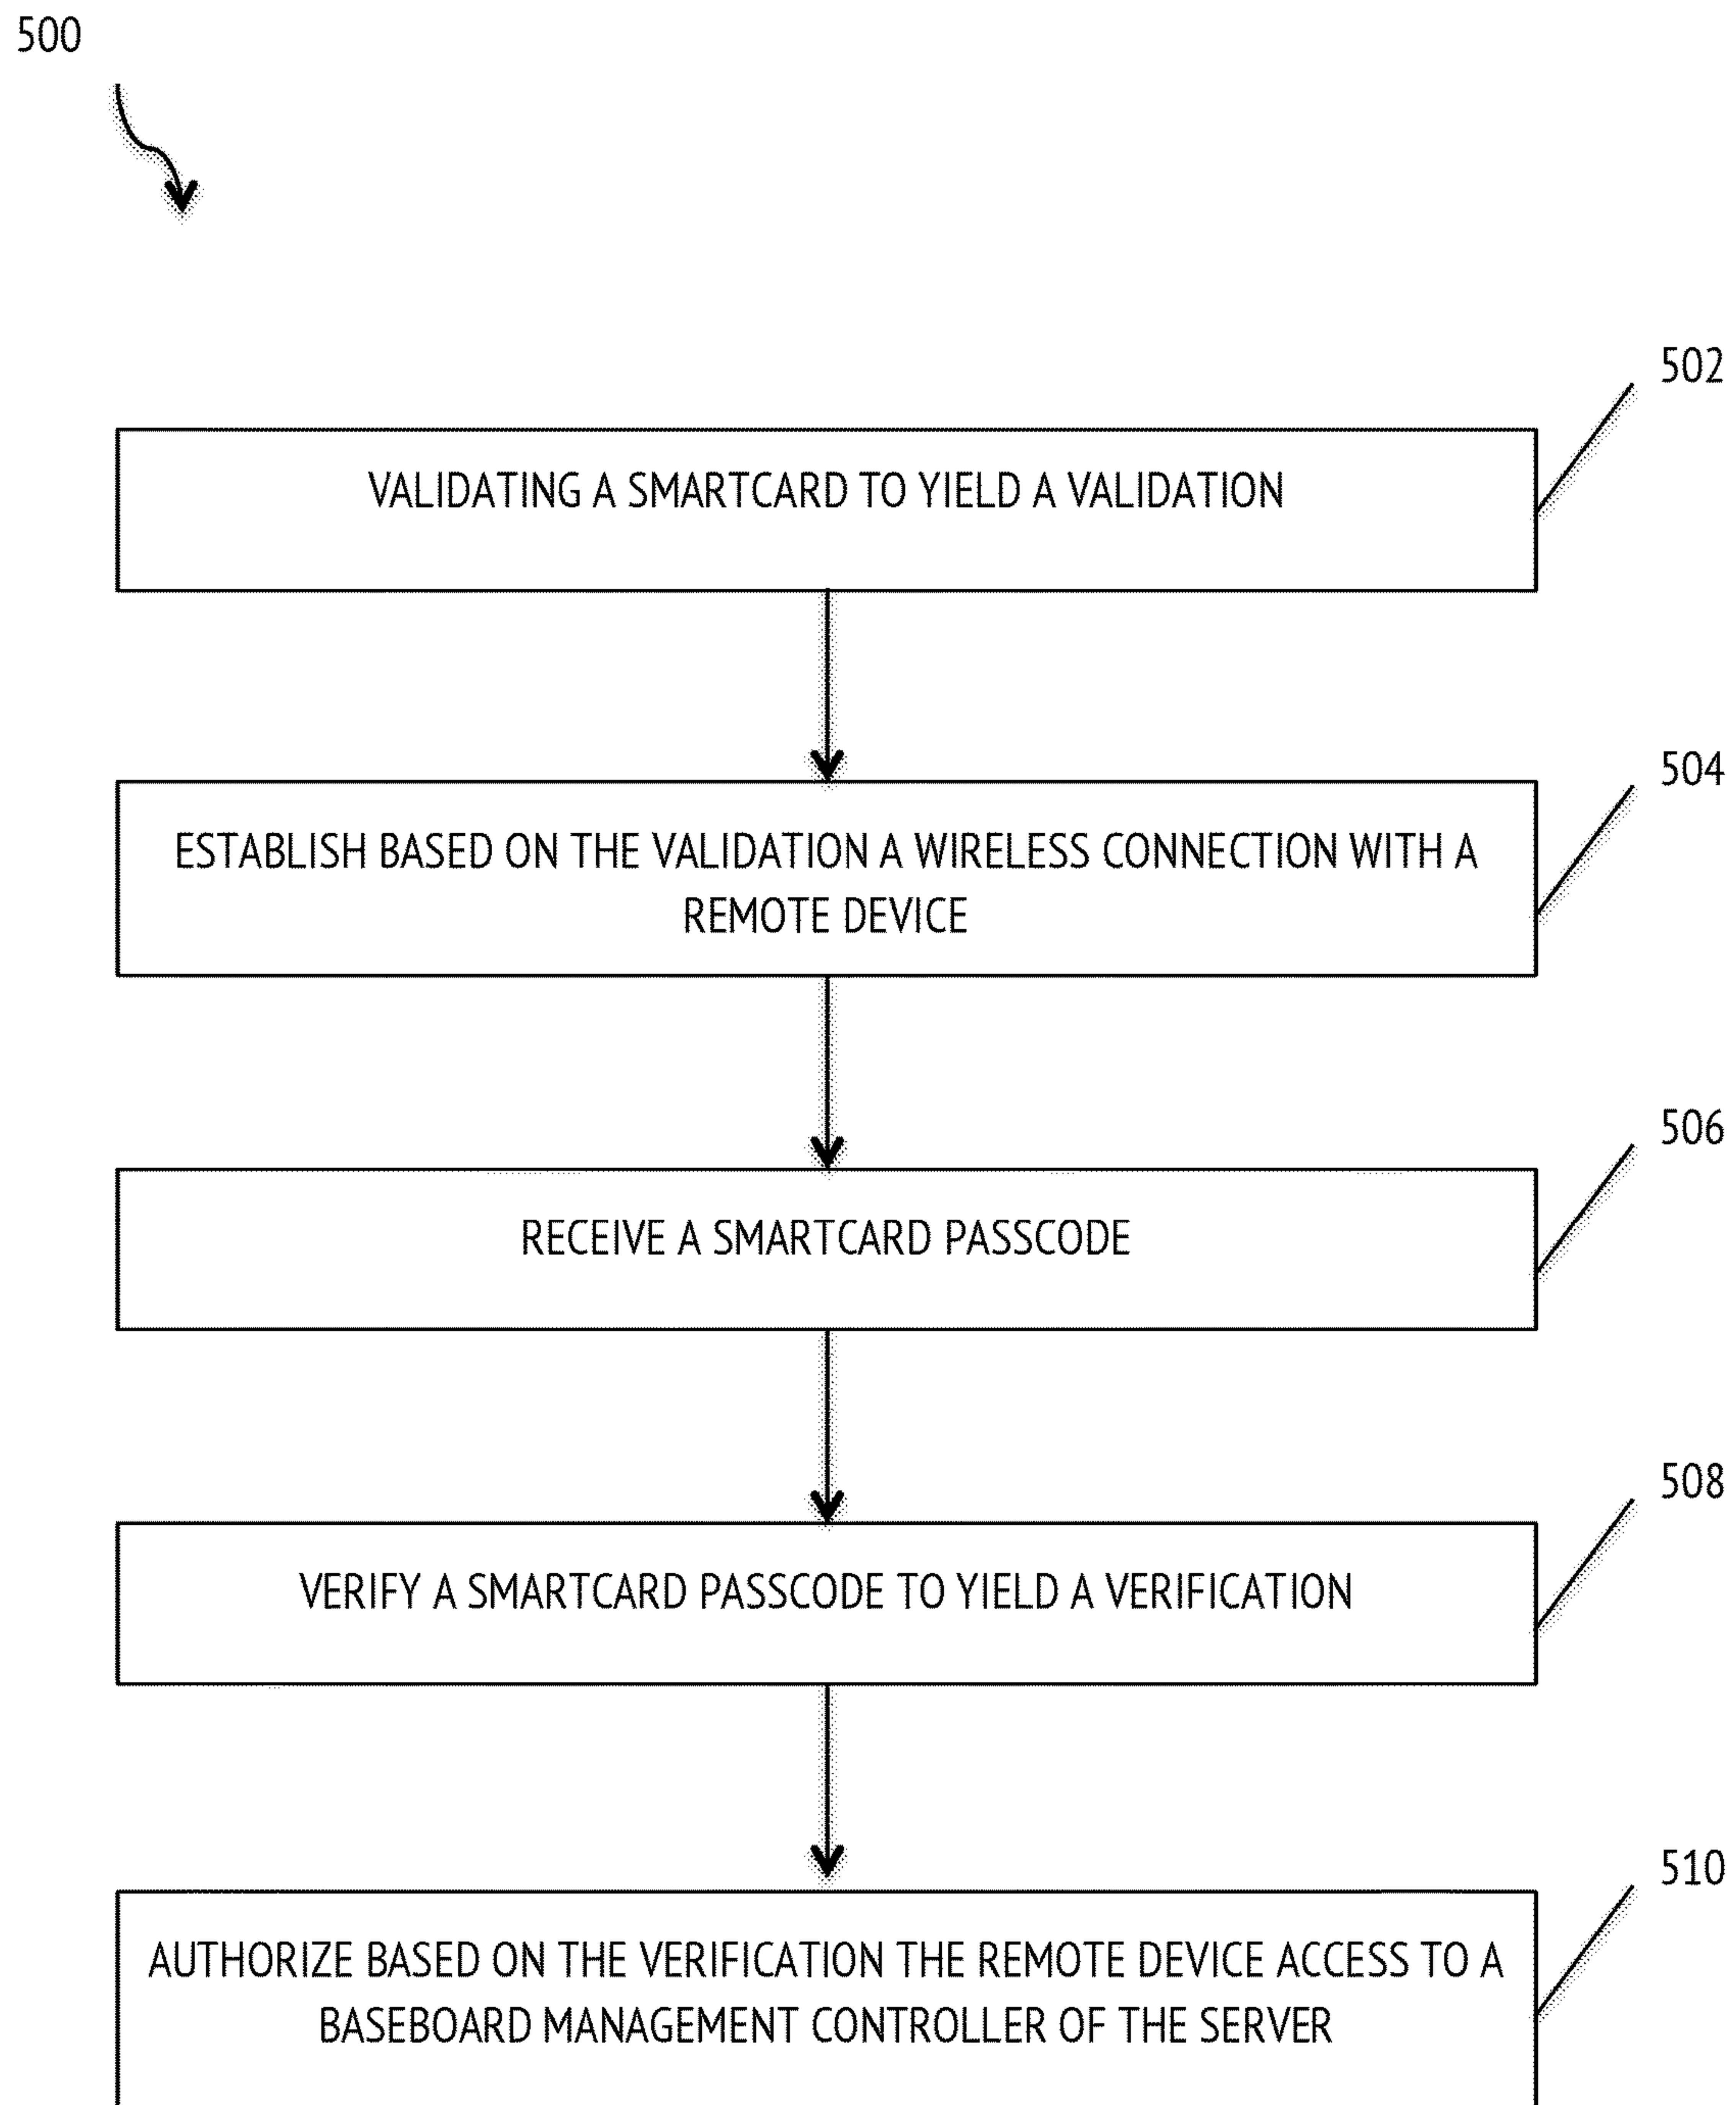 500
502
VALIDATING A SMARTCARD TO YIELD A VALIDATION
504
ESTABLISH BASED ON THE VALIDATION A WIRELESS CONNECTION WITH A
REMOTE DEVICE
506
RECEIVE A SMARTCARD PASSCODE
508
VERIFY A SMARTCARD PASSCODE TO YIELD A VERIFICATION
510
AUTHORIZE BASED ON THE VERIFICATION THE REMOTE DEVICE ACCESS TO A
BASEBOARD MANAGEMENT CONTROLLER OF THE SERVER